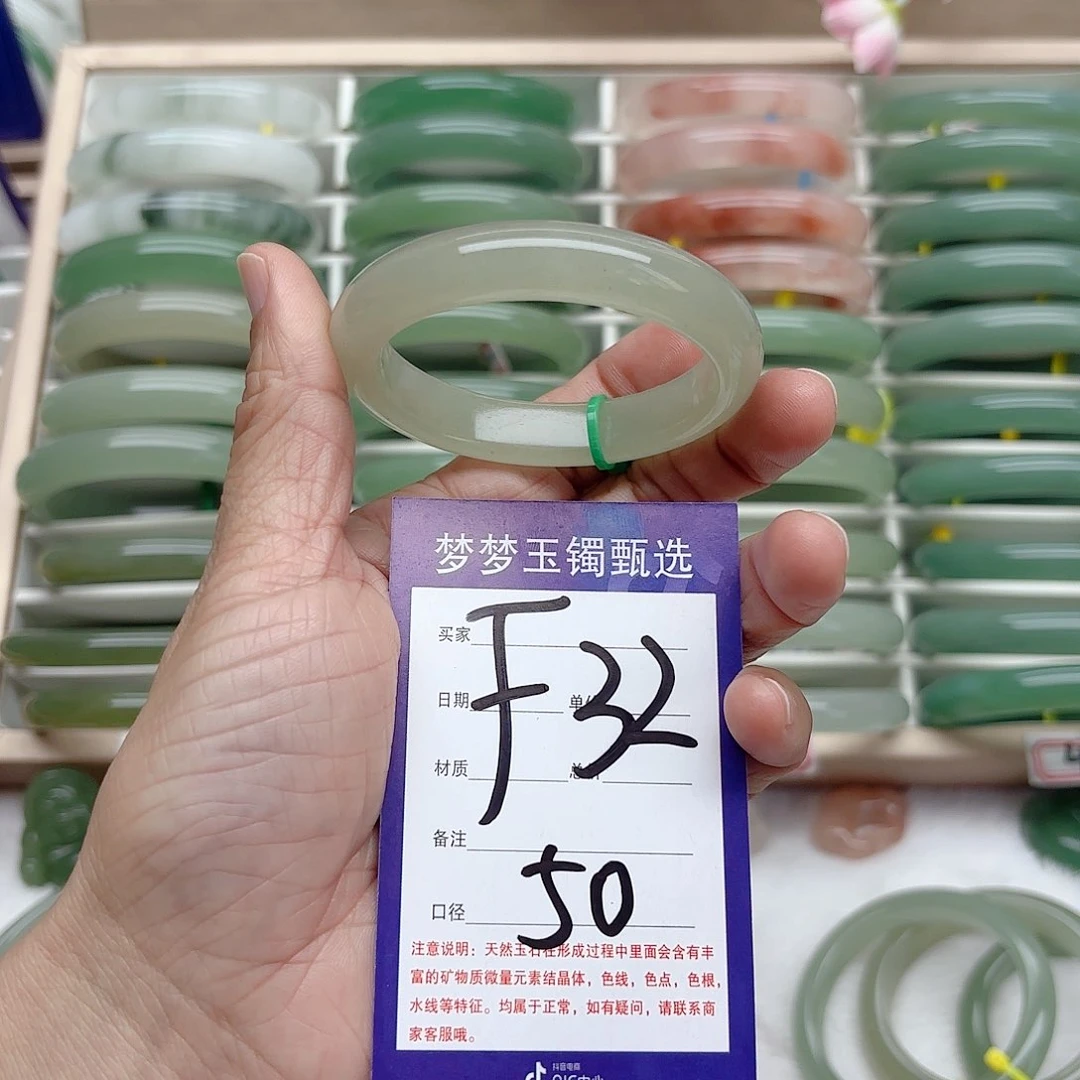 梦梦玉镯甄选
买家
F32
日期
材质
备注
口径 50
注意说明：天然玉石在形成过程中里面会含有丰
富的矿物质微量元素结晶体，色线，色点，色根，
水线等特征。均属于正常，如有疑问，请联系商
家客服哦。
抖音电商